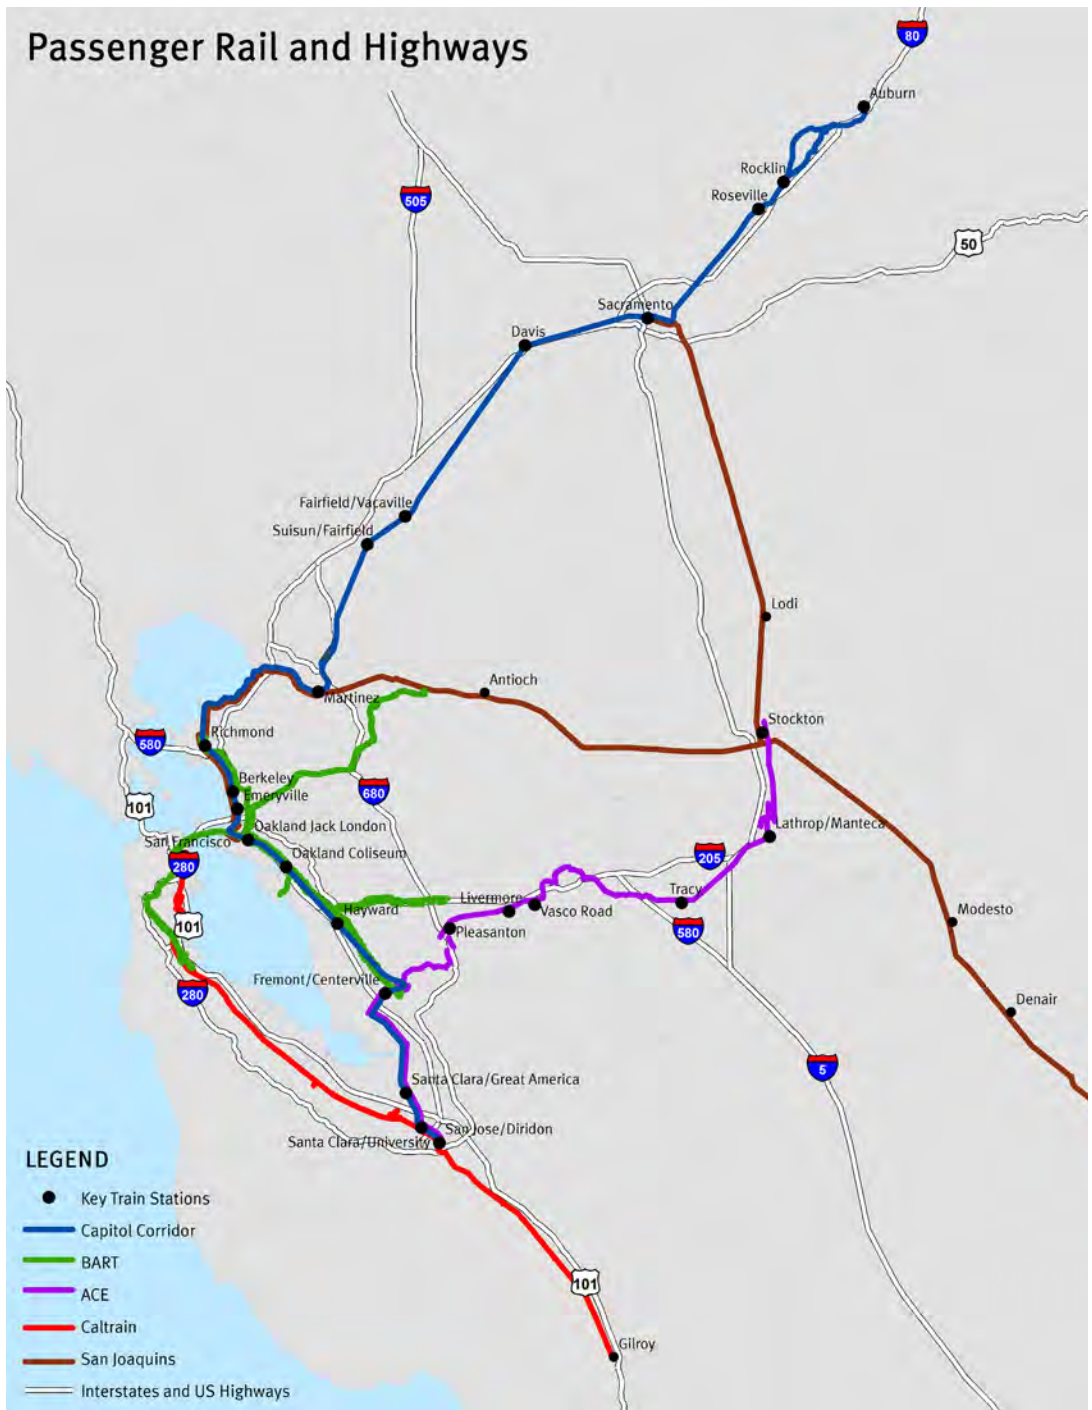 Passenger Rail and Highways
80
Auburn
Rocklin
505
Roseville
50
Sacramento
Davis
Fairfield/Vacaville
Suisun/Fairfield
Lodi
Antioch
Martinez
Stockton
Richmond
580
Berkeley
680
Emeryville
101
Oakland Jack London
Lathrop/Manteca
San Francisco
Oakland Coliseum
205
280
Tracy
Livermore
Vasco Road
Modesto
Hayward
101
580
Pleasanton
Fremont/Centerville
280
Denair
5
Santa Clara/Great America
San Jose/Diridon
Santa Clara/University
LEGEND
Key Train Stations
Capitol Corridor
BART
101
ACE
Caltrain
Gilroy
San Joaquins
Interstates and US Highways